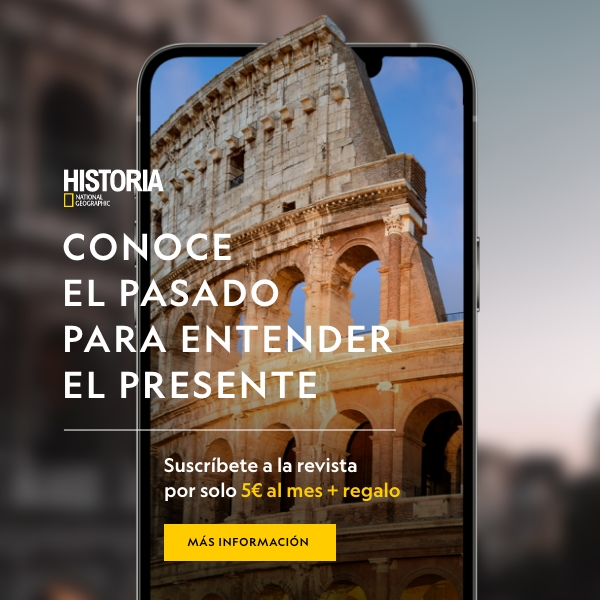 HISTORIA
NATIONAL
GEOGRAPHIC
CONOCE
EL PASADO
PARA ENTENDER
EL PRESENTE
Suscríbete a la revista
por solo 5€ al mes + regalo
MÁS INFORMACIÓN